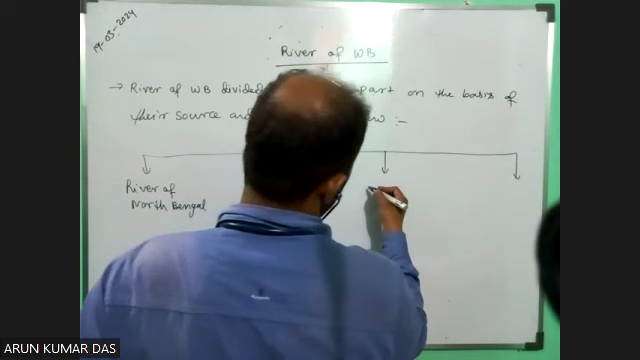 19-03-2024
River of WB
→ River of WB divided part on the basis of
their source and :-
River of
North Bengal
ARUN KUMAR DAS